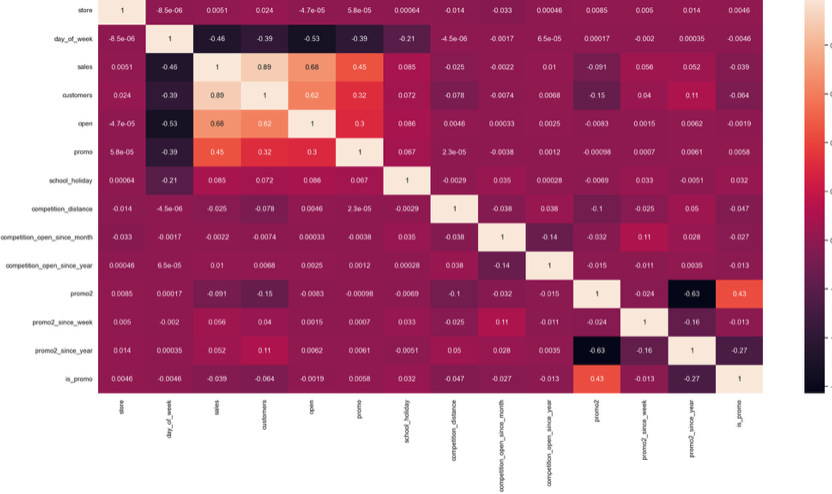 store 1 -8.5e-06 0.0051 0.024 -4.7e-05 5.8e-05 0.00064 -0.014 -0.033 0.00046 0.0085 0.005 0.014 0.0046
day_of_week -8.5e-06 1 -0.46 -0.39 -0.53 -0.39 -0.21 -4.5e-06 -0.0017 6.5e-05 0.00017 -0.002 0.00035 -0.0046
sales 0.0051 -0.46 1 0.89 0.68 0.45 0.085 -0.025 -0.0022 0.01 -0.091 0.056 0.052 -0.039
customers 0.024 -0.39 0.89 1 0.62 0.32 0.072 -0.078 -0.0074 0.0068 -0.15 0.04 0.11 -0.064
open -4.7e-05 -0.53 0.68 0.62 1 0.3 0.086 0.0046 0.00033 0.0025 -0.0083 0.0015 0.0062 -0.0019
promo 5.8e-05 -0.39 0.45 0.32 0.3 1 0.067 2.3e-05 -0.0038 0.0012 -0.00098 0.0007 0.0061 0.0058
school_holiday 0.00064 -0.21 0.085 0.072 0.086 0.067 1 -0.0029 0.035 0.00028 -0.0069 0.033 -0.0051 0.032
competition_distance -0.014 -4.5e-06 -0.025 -0.078 0.0046 2.3e-05 -0.0029 1 -0.038 0.038 -0.1 -0.025 0.05 -0.047
competition_open_since_month -0.033 -0.0017 -0.0022 -0.0074 0.00033 -0.0038 0.035 -0.038 1 -0.14 -0.032 0.11 0.028 -0.027
competition_open_since_year 0.00046 6.5e-05 0.01 0.0068 0.0025 0.0012 0.00028 0.038 -0.14 1 -0.015 -0.011 0.0035 -0.013
promo2 0.0085 0.00017 -0.091 -0.15 -0.0083 -0.00098 -0.0069 -0.1 -0.032 -0.015 1 -0.024 -0.63 0.43
promo2_since_week 0.005 -0.002 0.056 0.04 0.0015 0.0007 0.033 -0.025 0.11 -0.011 -0.024 1 -0.16 -0.013
promo2_since_year 0.014 0.00035 0.052 0.11 0.0062 0.0061 -0.0051 0.05 0.028 0.0035 -0.63 -0.16 1 -0.27
is_promo 0.0046 -0.0046 -0.039 -0.064 -0.0019 0.0058 0.032 -0.047 -0.027 -0.013 0.43 -0.013 -0.27 1
store day_of_week sales customers open promo school_holiday competition_distance competition_open_since_month competition_open_since_year promo2 promo2_since_week promo2_since_year is_promo